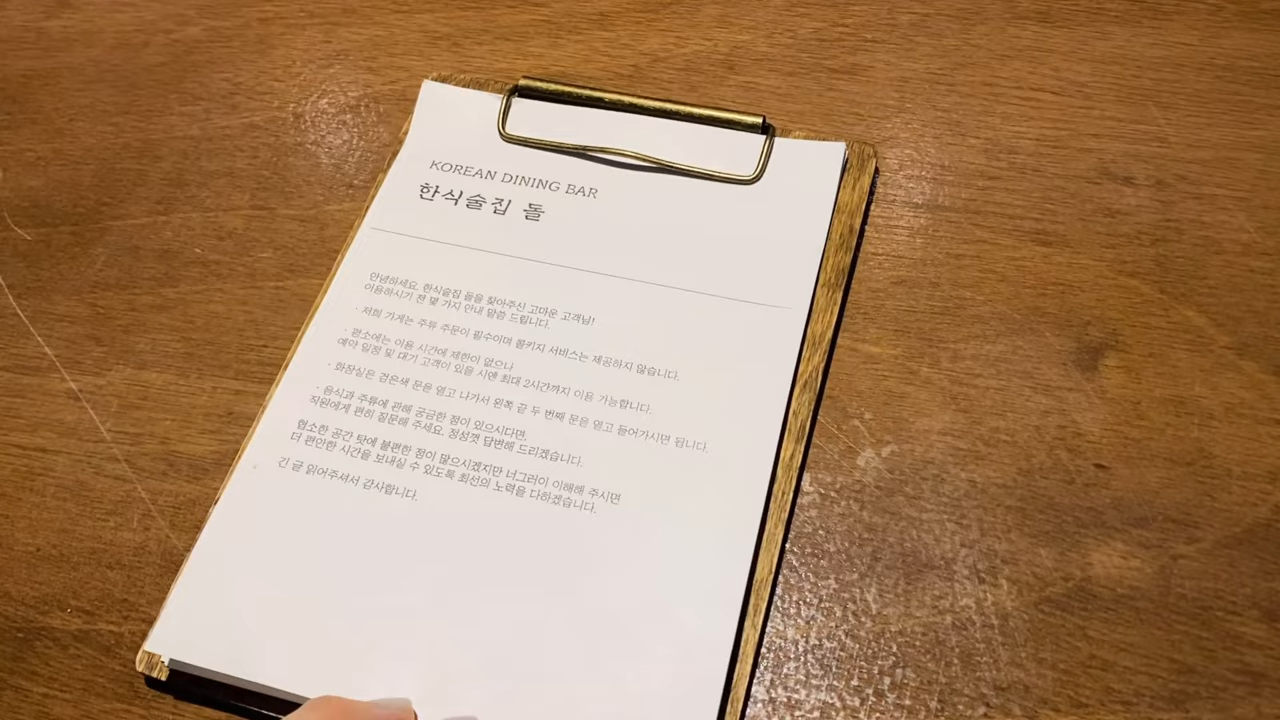 KOREAN DINING BAR
한식술집 돌
안녕하세요. 한식술집 돌을 찾아주신 고마운 고객님!
이용하시기 전 몇 가지 안내 말씀 드립니다.
· 저희 가게는 주류 주문이 필수이며 콜키지 서비스는 제공하지 않습니다.
· 평소에는 이용 시간에 제한이 없으나
예약 일정 및 대기 고객이 있을 시엔 최대 2시간까지 이용 가능합니다.
· 화장실은 검은색 문을 열고 나가서 왼쪽 끝 두 번째 문을 열고 들어가시면 됩니다.
· 음식과 주류에 관해 궁금한 점이 있으시다면,
직원에게 편히 질문해 주세요. 정성껏 답변해 드리겠습니다.
협소한 공간 탓에 불편한 점이 많으시겠지만 너그러이 이해해 주시면
더 편안한 시간을 보내실 수 있도록 최선의 노력을 다하겠습니다.
긴 글 읽어주셔서 감사합니다.